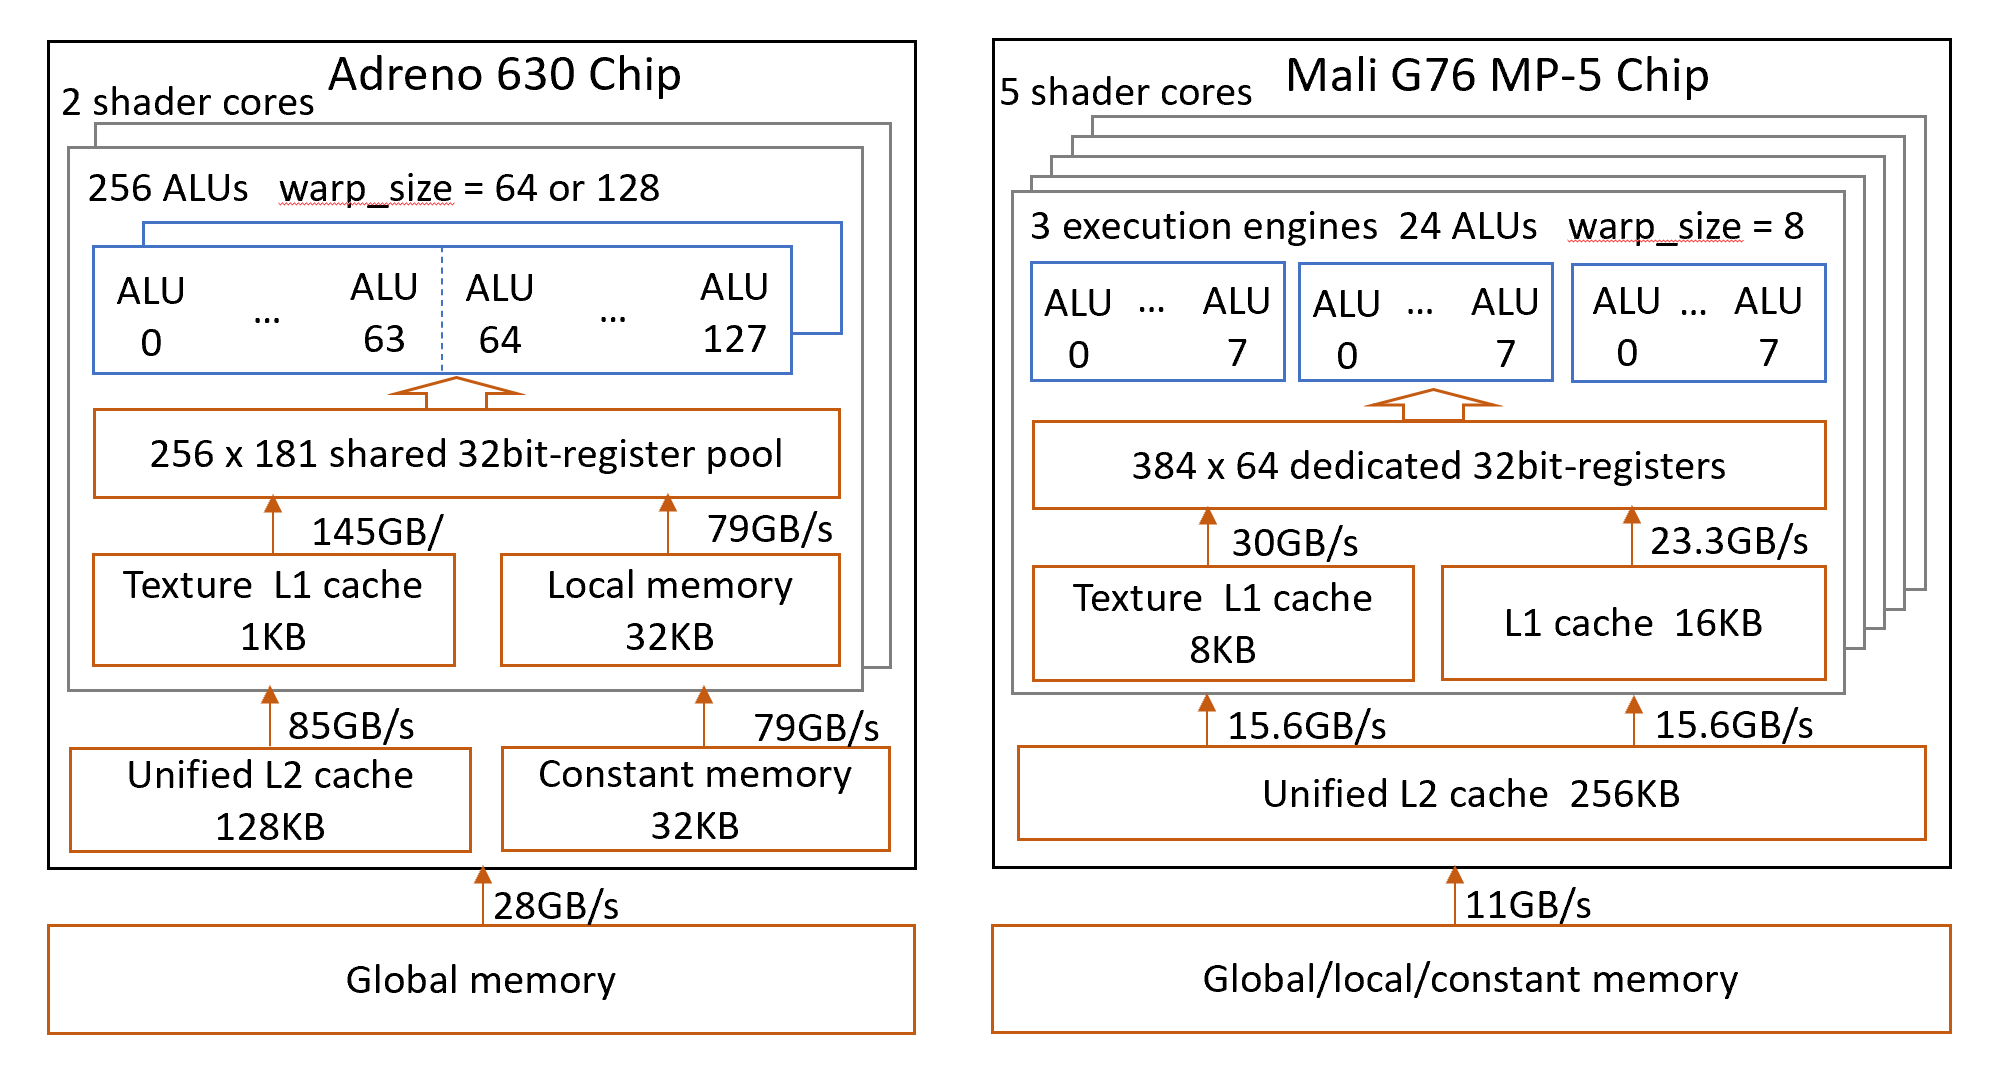 Adreno 630 Chip
2 shader cores
256 ALUs warp_size = 64 or 128
ALU ... ALU ALU ... ALU
0 63 64 127
256 x 181 shared 32bit-register pool
145GB/ 79GB/s
Texture L1 cache
1KB
Local memory
32KB
85GB/s 79GB/s
Unified L2 cache
128KB
Constant memory
32KB
28GB/s
Global memory
Mali G76 MP-5 Chip
5 shader cores
3 execution engines 24 ALUs warp_size = 8
ALU ... ALU ALU ... ALU ALU ... ALU
0 7 0 7 0 7
384 x 64 dedicated 32bit-registers
30GB/s 23.3GB/s
Texture L1 cache
8KB
L1 cache 16KB
15.6GB/s 15.6GB/s
Unified L2 cache 256KB
11GB/s
Global/local/constant memory